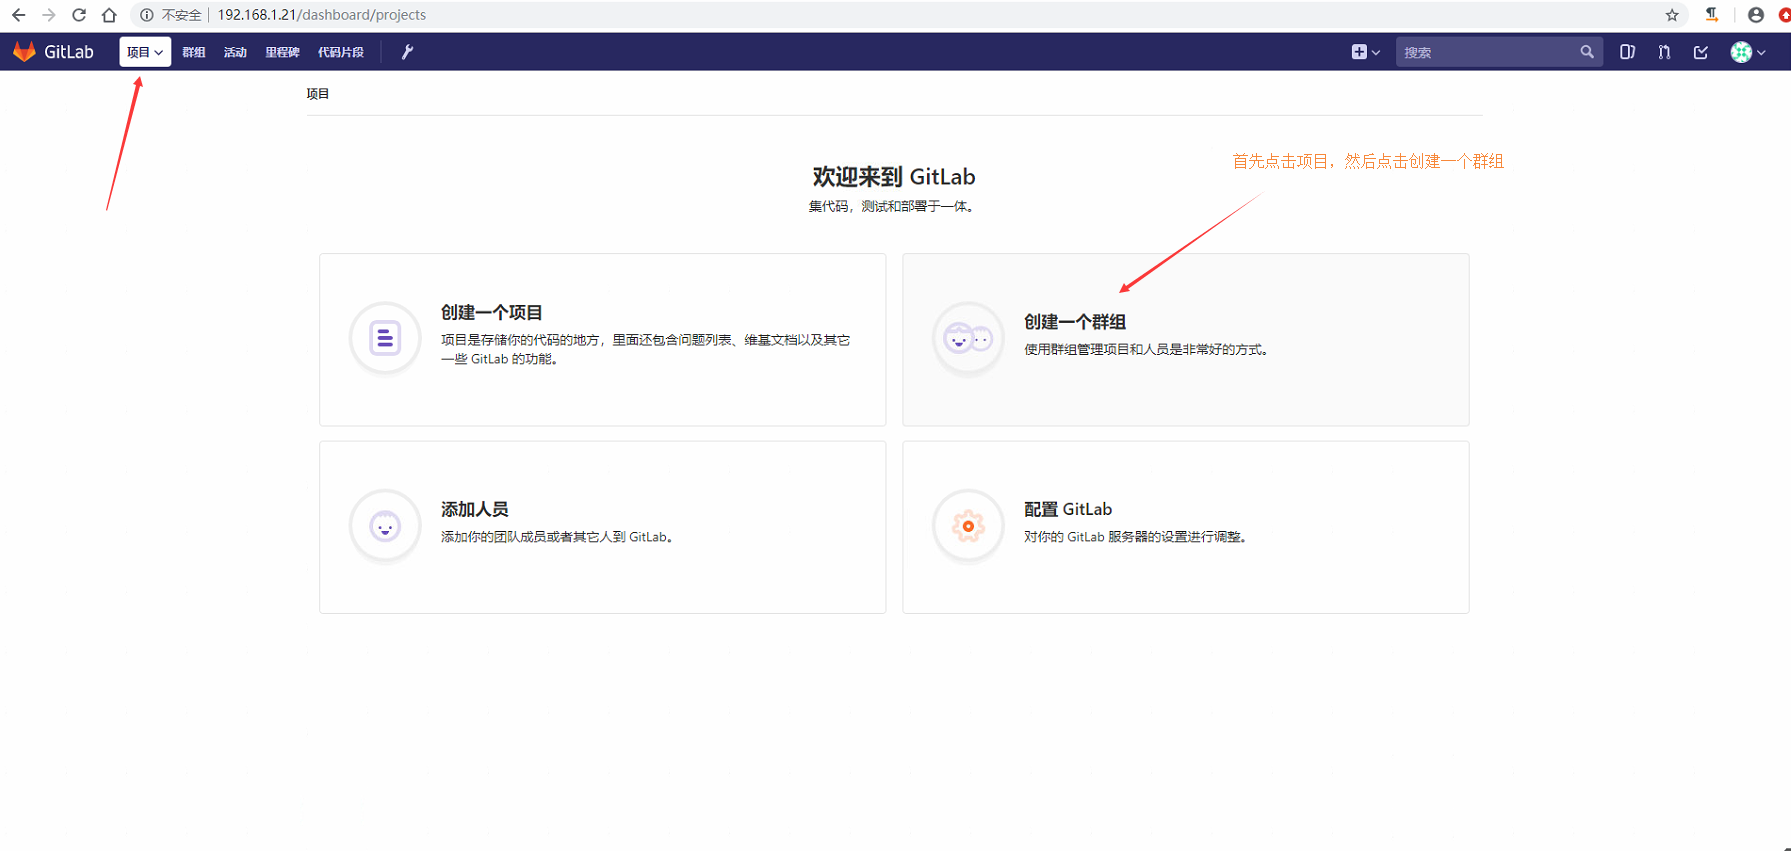 不安全 192.168.1.21/dashboard/projects
GitLab 项目 群组 活动 里程碑 代码片段 搜索
项目
首先点击项目，然后点击创建一个群组
欢迎来到 GitLab
集代码，测试和部署于一体。
创建一个项目
项目是存储你的代码的地方，里面还包含问题列表、维基文档以及其它
一些 GitLab 的功能。
创建一个群组
使用群组管理项目和人员是非常好的方式。
添加人员
添加你的团队成员或者其它人到 GitLab。
配置 GitLab
对你的 GitLab 服务器的设置进行调整。